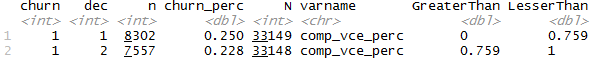 churn dec n churn_perc N varname GreaterThan LesserThan
<int> <int> <int> <dbl> <int> <chr> <dbl> <dbl>
1 1 1 8302 0.250 33149 comp_vce_perc 0 0.759
2 1 2 7557 0.228 33148 comp_vce_perc 0.759 1